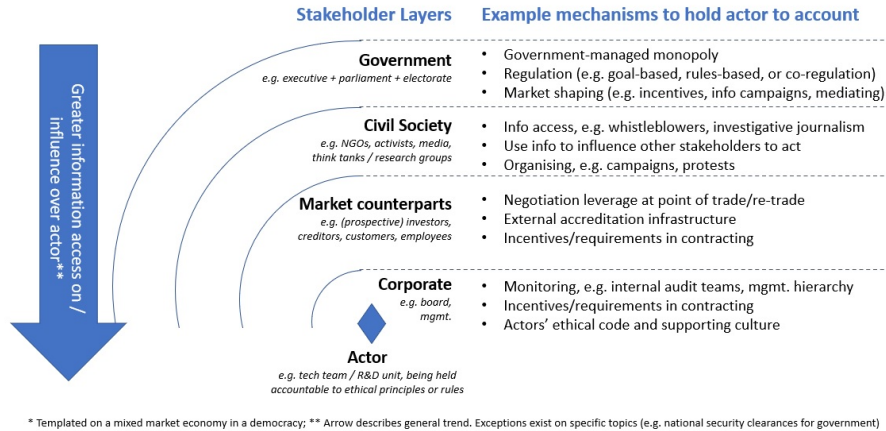 Stakeholder Layers
Example mechanisms to hold actor to account
Greater information access on /
influence over actor**
Government
e.g. executive + parliament + electorate
• Government-managed monopoly
• Regulation (e.g. goal-based, rules-based, or co-regulation)
• Market shaping (e.g. incentives, info campaigns, mediating)
Civil Society
e.g. NGOs, activists, media,
think tanks / research groups
• Info access, e.g. whistleblowers, investigative journalism
• Use info to influence other stakeholders to act
• Organising, e.g. campaigns, protests
Market counterparts
e.g. (prospective) investors,
creditors, customers, employees
• Negotiation leverage at point of trade/re-trade
• External accreditation infrastructure
• Incentives/requirements in contracting
Corporate
e.g. board,
mgmt.
• Monitoring, e.g. internal audit teams, mgmt. hierarchy
• Incentives/requirements in contracting
• Actors' ethical code and supporting culture
Actor
e.g. tech team / R&D unit, being held
accountable to ethical principles or rules
* Templated on a mixed market economy in a democracy; ** Arrow describes general trend. Exceptions exist on specific topics (e.g. national security clearances for government)